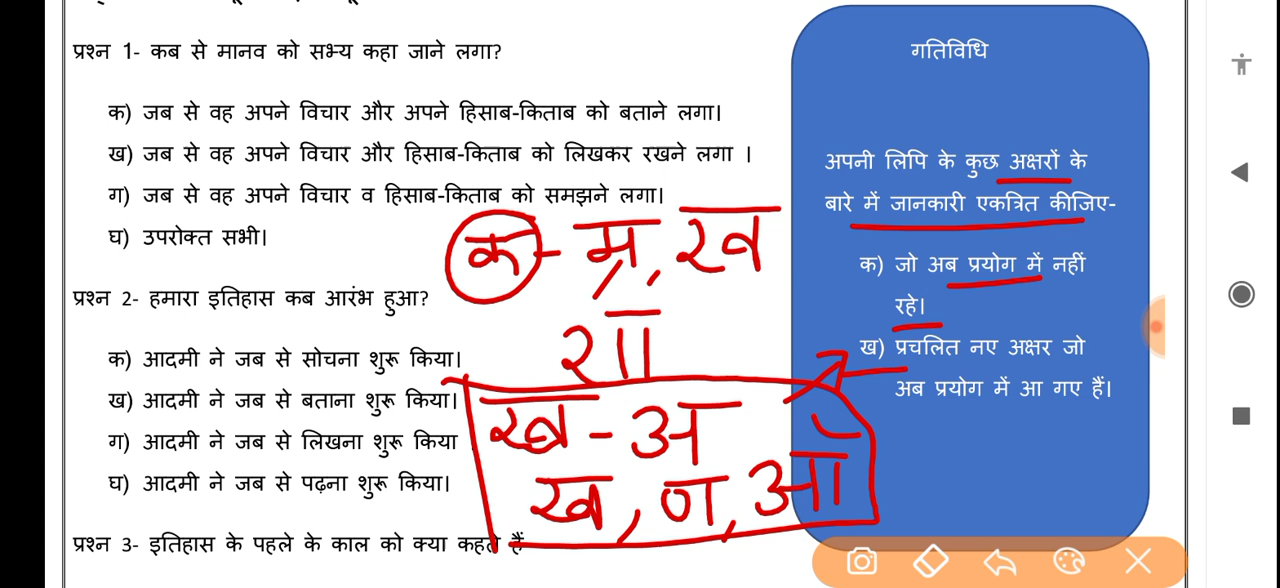 प्रश्न 1- कब से मानव को सभ्य कहा जाने लगा?
क) जब से वह अपने विचार और अपने हिसाब-किताब को बताने लगा।
ख) जब से वह अपने विचार और हिसाब-किताब को लिखकर रखने लगा ।
ग) जब से वह अपने विचार व हिसाब-किताब को समझने लगा।
घ) उपरोक्त सभी।
प्रश्न 2- हमारा इतिहास कब आरंभ हुआ?
क) आदमी ने जब से सोचना शुरू किया।
ख) आदमी ने जब से बताना शुरू किया।
ग) आदमी ने जब से लिखना शुरू किया
घ) आदमी ने जब से पढ़ना शुरू किया।
प्रश्न 3- इतिहास के पहले के काल को क्या कहते हैं
गतिविधि
अपनी लिपि के कुछ अक्षरों के
बारे में जानकारी एकत्रित कीजिए-
क) जो अब प्रयोग में नहीं
रहे।
ख) प्रचलित नए अक्षर जो
अब प्रयोग में आ गए हैं।
ख - अ
ख, ण,